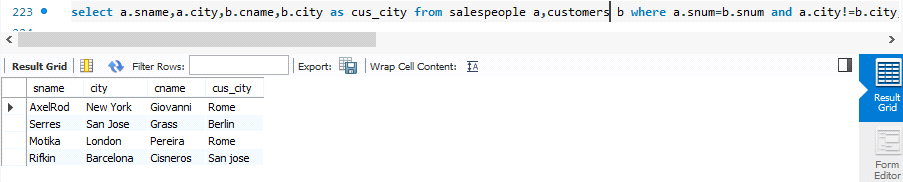 223 select a.sname,a.city,b.cname,b.city as cus_city from salespeople a,customers b where a.snum=b.snum and a.city!=b.city
Result Grid Filter Rows: Export: Wrap Cell Content: IA
sname city cname cus_city
AxelRod New York Giovanni Rome
Serres San Jose Grass Berlin
Motika London Pereira Rome
Rifkin Barcelona Cisneros San jose
Result
Grid
Form
Editor